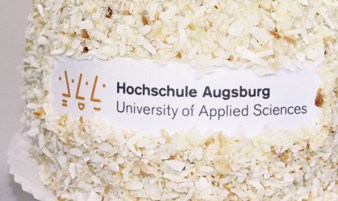 Hochschule Augsburg
University of Applied Sciences